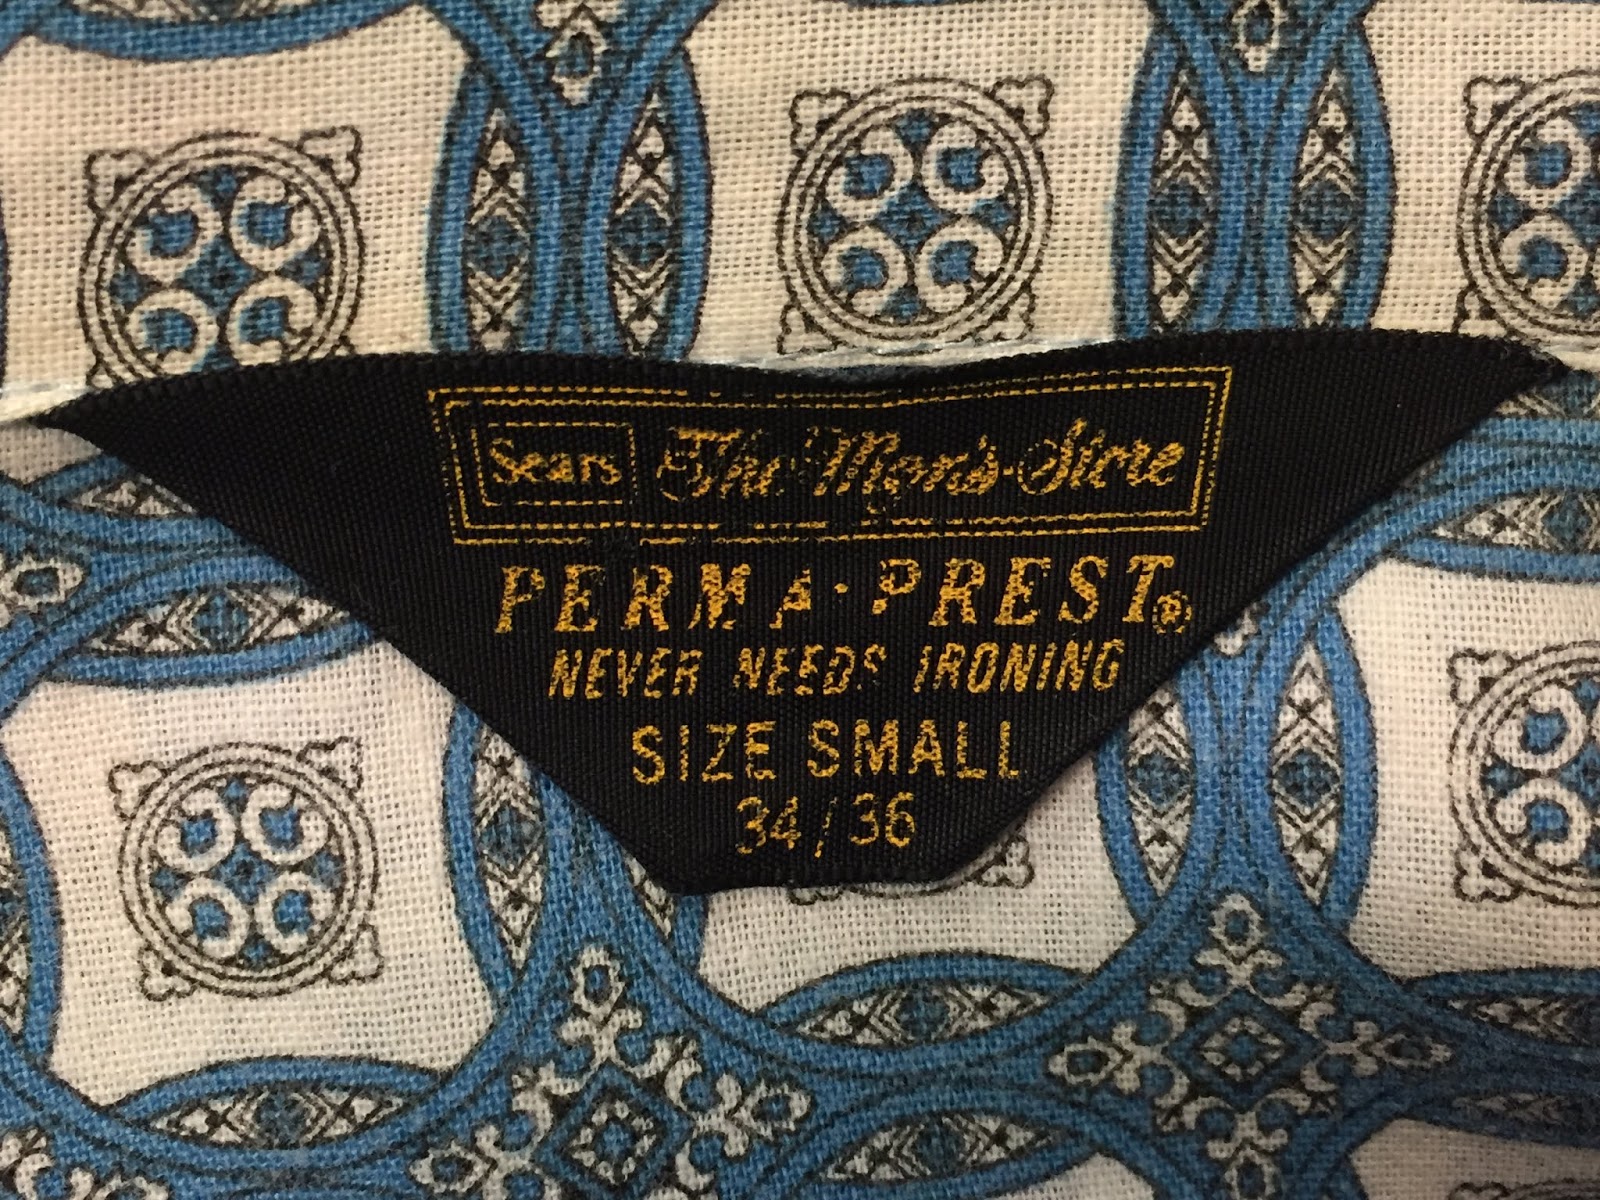 Sears The Men's Store
PERMA·PREST®
NEVER NEEDS IRONING
SIZE SMALL
34/36